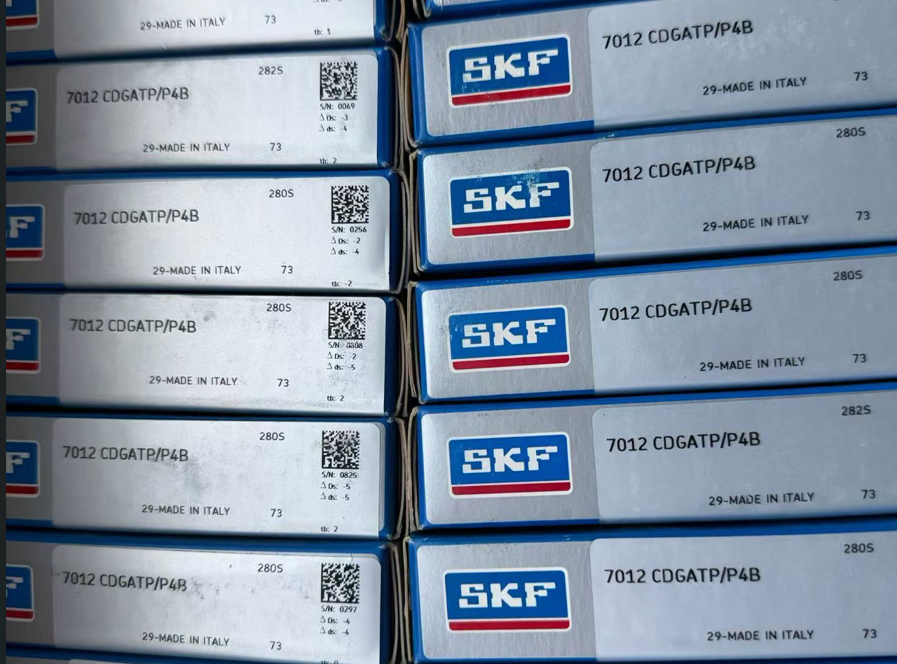 29-MADE IN ITALY 73
282S
7012 CDGATP/P4B
S/N: 0069
Δ Ds: -3
Δ ds: -4
29-MADE IN ITALY 73
tb: 2
280S
7012 CDGATP/P4B
S/N: 0256
Δ Ds: -2
Δ ds: -4
29-MADE IN ITALY 73
tb: -2
280S
7012 CDGATP/P4B
Δ Ds: -2
Δ ds: -5
29-MADE IN ITALY 73
tb: 2
280S
7012 CDGATP/P4B
S/N: 0825
Δ Ds: -5
Δ ds: -5
29-MADE IN ITALY 73
tb: 2
280S
7012 CDGATP/P4B
S/N: 0297
Δ Ds: -4
Δ ds: -4
29-MADE IN ITALY 73
SKF
7012 CDGATP/P4B
29-MADE IN ITALY 73
280S
SKF
7012 CDGATP/P4B
29-MADE IN ITALY 73
280S
SKF
7012 CDGATP/P4B
29-MADE IN ITALY 73
282S
SKF
7012 CDGATP/P4B
29-MADE IN ITALY 73
280S
SKF
7012 CDGATP/P4B
29-MADE IN ITALY 73